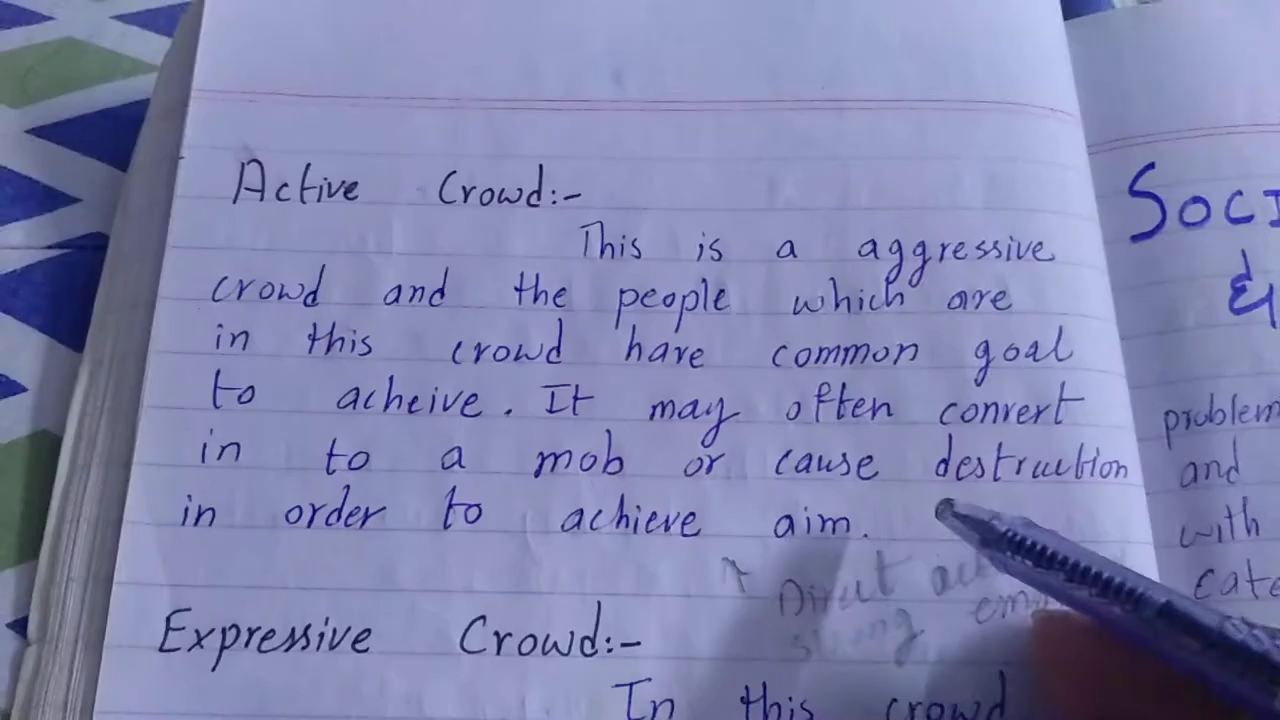 Active Crowd:-
This is a aggressive
crowd and the people which are
in this crowd have common goal
to acheive. It may often convert
in to a mob or cause destruction
in order to achieve aim.
Direct
strong
Expressive Crowd:-
In this crowd
&
problem
and
with